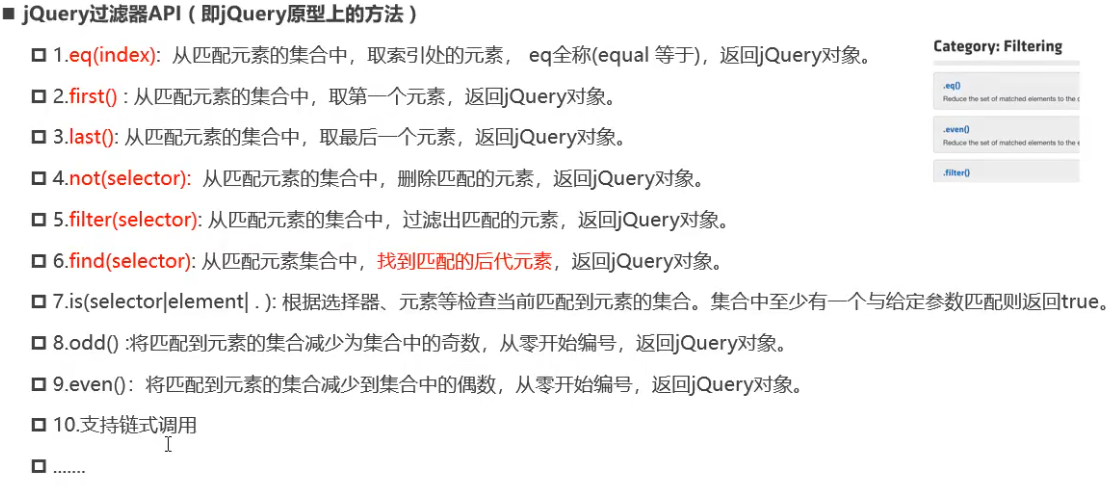 jQuery过滤器API（即jQuery原型上的方法）
1.eq(index): 从匹配元素的集合中，取索引处的元素， eq全称(equal 等于)，返回jQuery对象。
2.first() : 从匹配元素的集合中，取第一个元素，返回jQuery对象。
3.last(): 从匹配元素的集合中，取最后一个元素，返回jQuery对象。
4.not(selector): 从匹配元素的集合中，删除匹配的元素，返回jQuery对象。
5.filter(selector): 从匹配元素的集合中，过滤出匹配的元素，返回jQuery对象。
6.find(selector): 从匹配元素集合中，找到匹配的后代元素，返回jQuery对象。
7.is(selector|element| . ): 根据选择器、元素等检查当前匹配到元素的集合。集合中至少有一个与给定参数匹配则返回true。
8.odd() :将匹配到元素的集合减少为集合中的奇数，从零开始编号，返回jQuery对象。
9.even()：将匹配到元素的集合减少到集合中的偶数，从零开始编号，返回jQuery对象。
10.支持链式调用
.......
Category: Filtering
.eq()
Reduce the set of matched elements to the
.even()
Reduce the set of matched elements to the
.filter()